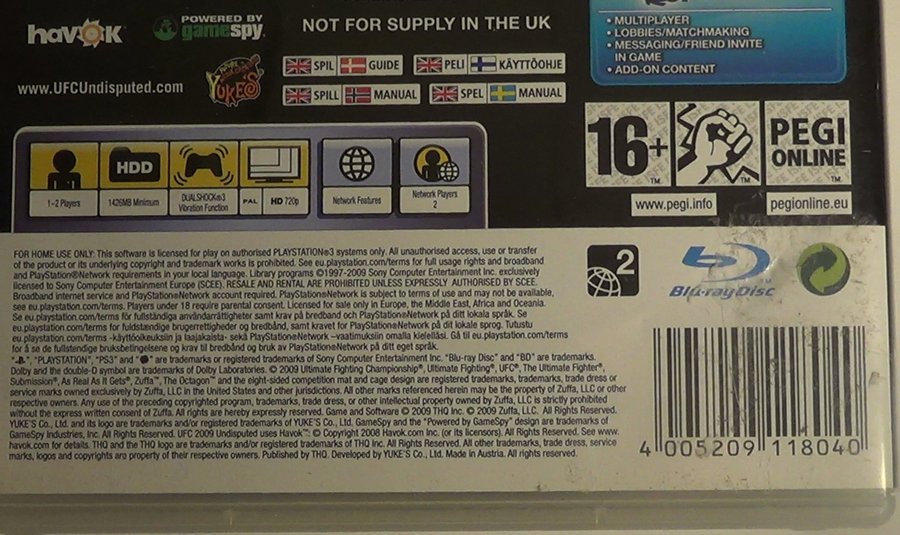 havok
POWERED BY
gamespy
NOT FOR SUPPLY IN THE UK
• MULTIPLAYER
• LOBBIES/MATCHMAKING
• MESSAGING/FRIEND INVITE
IN GAME
• ADD-ON CONTENT
www.UFCUndisputed.com
YUKE'S
SPIL GUIDE
PELI KÄYTTÖOHJE
SPILL MANUAL
SPEL MANUAL
16+
TM
TM
PEGI
ONLINE
TM
www.pegi.info
pegionline.eu
HDD
1-2 Players
1426MB Minimum
DUALSHOCK®3
Vibration Function
PAL
HD 720p
Network Features
Network Players
2
FOR HOME USE ONLY: This software is licensed for play on authorised PLAYSTATION®3 systems only. All unauthorised access, use or transfer
of the product or its underlying copyright and trademark works is prohibited. See eu.playstation.com/terms for full usage rights and broadband
and PlayStation®Network requirements in your local language. Library programs ©1997-2009 Sony Computer Entertainment Inc. exclusively
licensed to Sony Computer Entertainment Europe (SCEE). RESALE AND RENTAL ARE PROHIBITED UNLESS EXPRESSLY AUTHORISED BY SCEE.
Broadband internet service and PlayStation®Network account required. PlayStation®Network is subject to terms of use and may not be available,
see eu.playstation.com/terms. Players under 18 require parental consent. Licensed for sale only in Europe, the Middle East, Africa and Oceania.
Se eu.playstation.com/terms för fullständiga användarrättigheter samt krav på bredband och PlayStation®Network på ditt lokala språk. Se
eu.playstation.com/terms for fuldstændige brugerrettigheder og bredbånd, samt kravet for PlayStation®Network på dit lokale sprog. Tutustu
eu.playstation.com/terms -käyttöoikeuksiin ja laajakaista- sekä PlayStation®Network –vaatimuksiin omalla kielelläsi. Gå til eu.playstation.com/terms
for å se de fullstendige bruksbetingelsene og krav til bredbånd og bruk av PlayStation®Network på ditt eget språk.
"", "PLAYSTATION", "PS3" and "" are trademarks or registered trademarks of Sony Computer Entertainment Inc. "Blu-ray Disc" and "BD" are trademarks.
Dolby and the double-D symbol are trademarks of Dolby Laboratories. © 2009 Ultimate Fighting Championship®, Ultimate Fighting®, UFC®, The Ultimate Fighter®,
Submission®, As Real As It Gets®, Zuffa™, The Octagon™ and the eight-sided competition mat and cage design are registered trademarks, trademarks, trade dress or
service marks owned exclusively by Zuffa, LLC in the United States and other jurisdictions. All other marks referenced herein may be the property of Zuffa, LLC or other
respective owners. Any use of the preceding copyrighted program, trademarks, trade dress, or other intellectual property owned by Zuffa, LLC is strictly prohibited
without the express written consent of Zuffa. All rights are hereby expressly reserved. Game and Software © 2009 THQ Inc. © 2009 Zuffa, LLC. All Rights Reserved.
YUKE'S Co., Ltd. and its logo are trademarks and/or registered trademarks of YUKE'S Co., Ltd. GameSpy and the "Powered by GameSpy" design are trademarks of
GameSpy Industries, Inc. All Rights Reserved. UFC 2009 Undisputed uses Havok™: © Copyright 2008 Havok.com Inc. (or its licensors). All Rights Reserved. See www.
havok.com for details. THQ and the THQ logo are trademarks and/or registered trademarks of THQ Inc. All Rights Reserved. All other trademarks, trade dress, service
marks, logos and copyrights are property of their respective owners. Published by THQ. Developed by YUKE'S Co., Ltd. Made in Austria. All rights reserved.
2
Blu-ray Disc
4 005209 118040